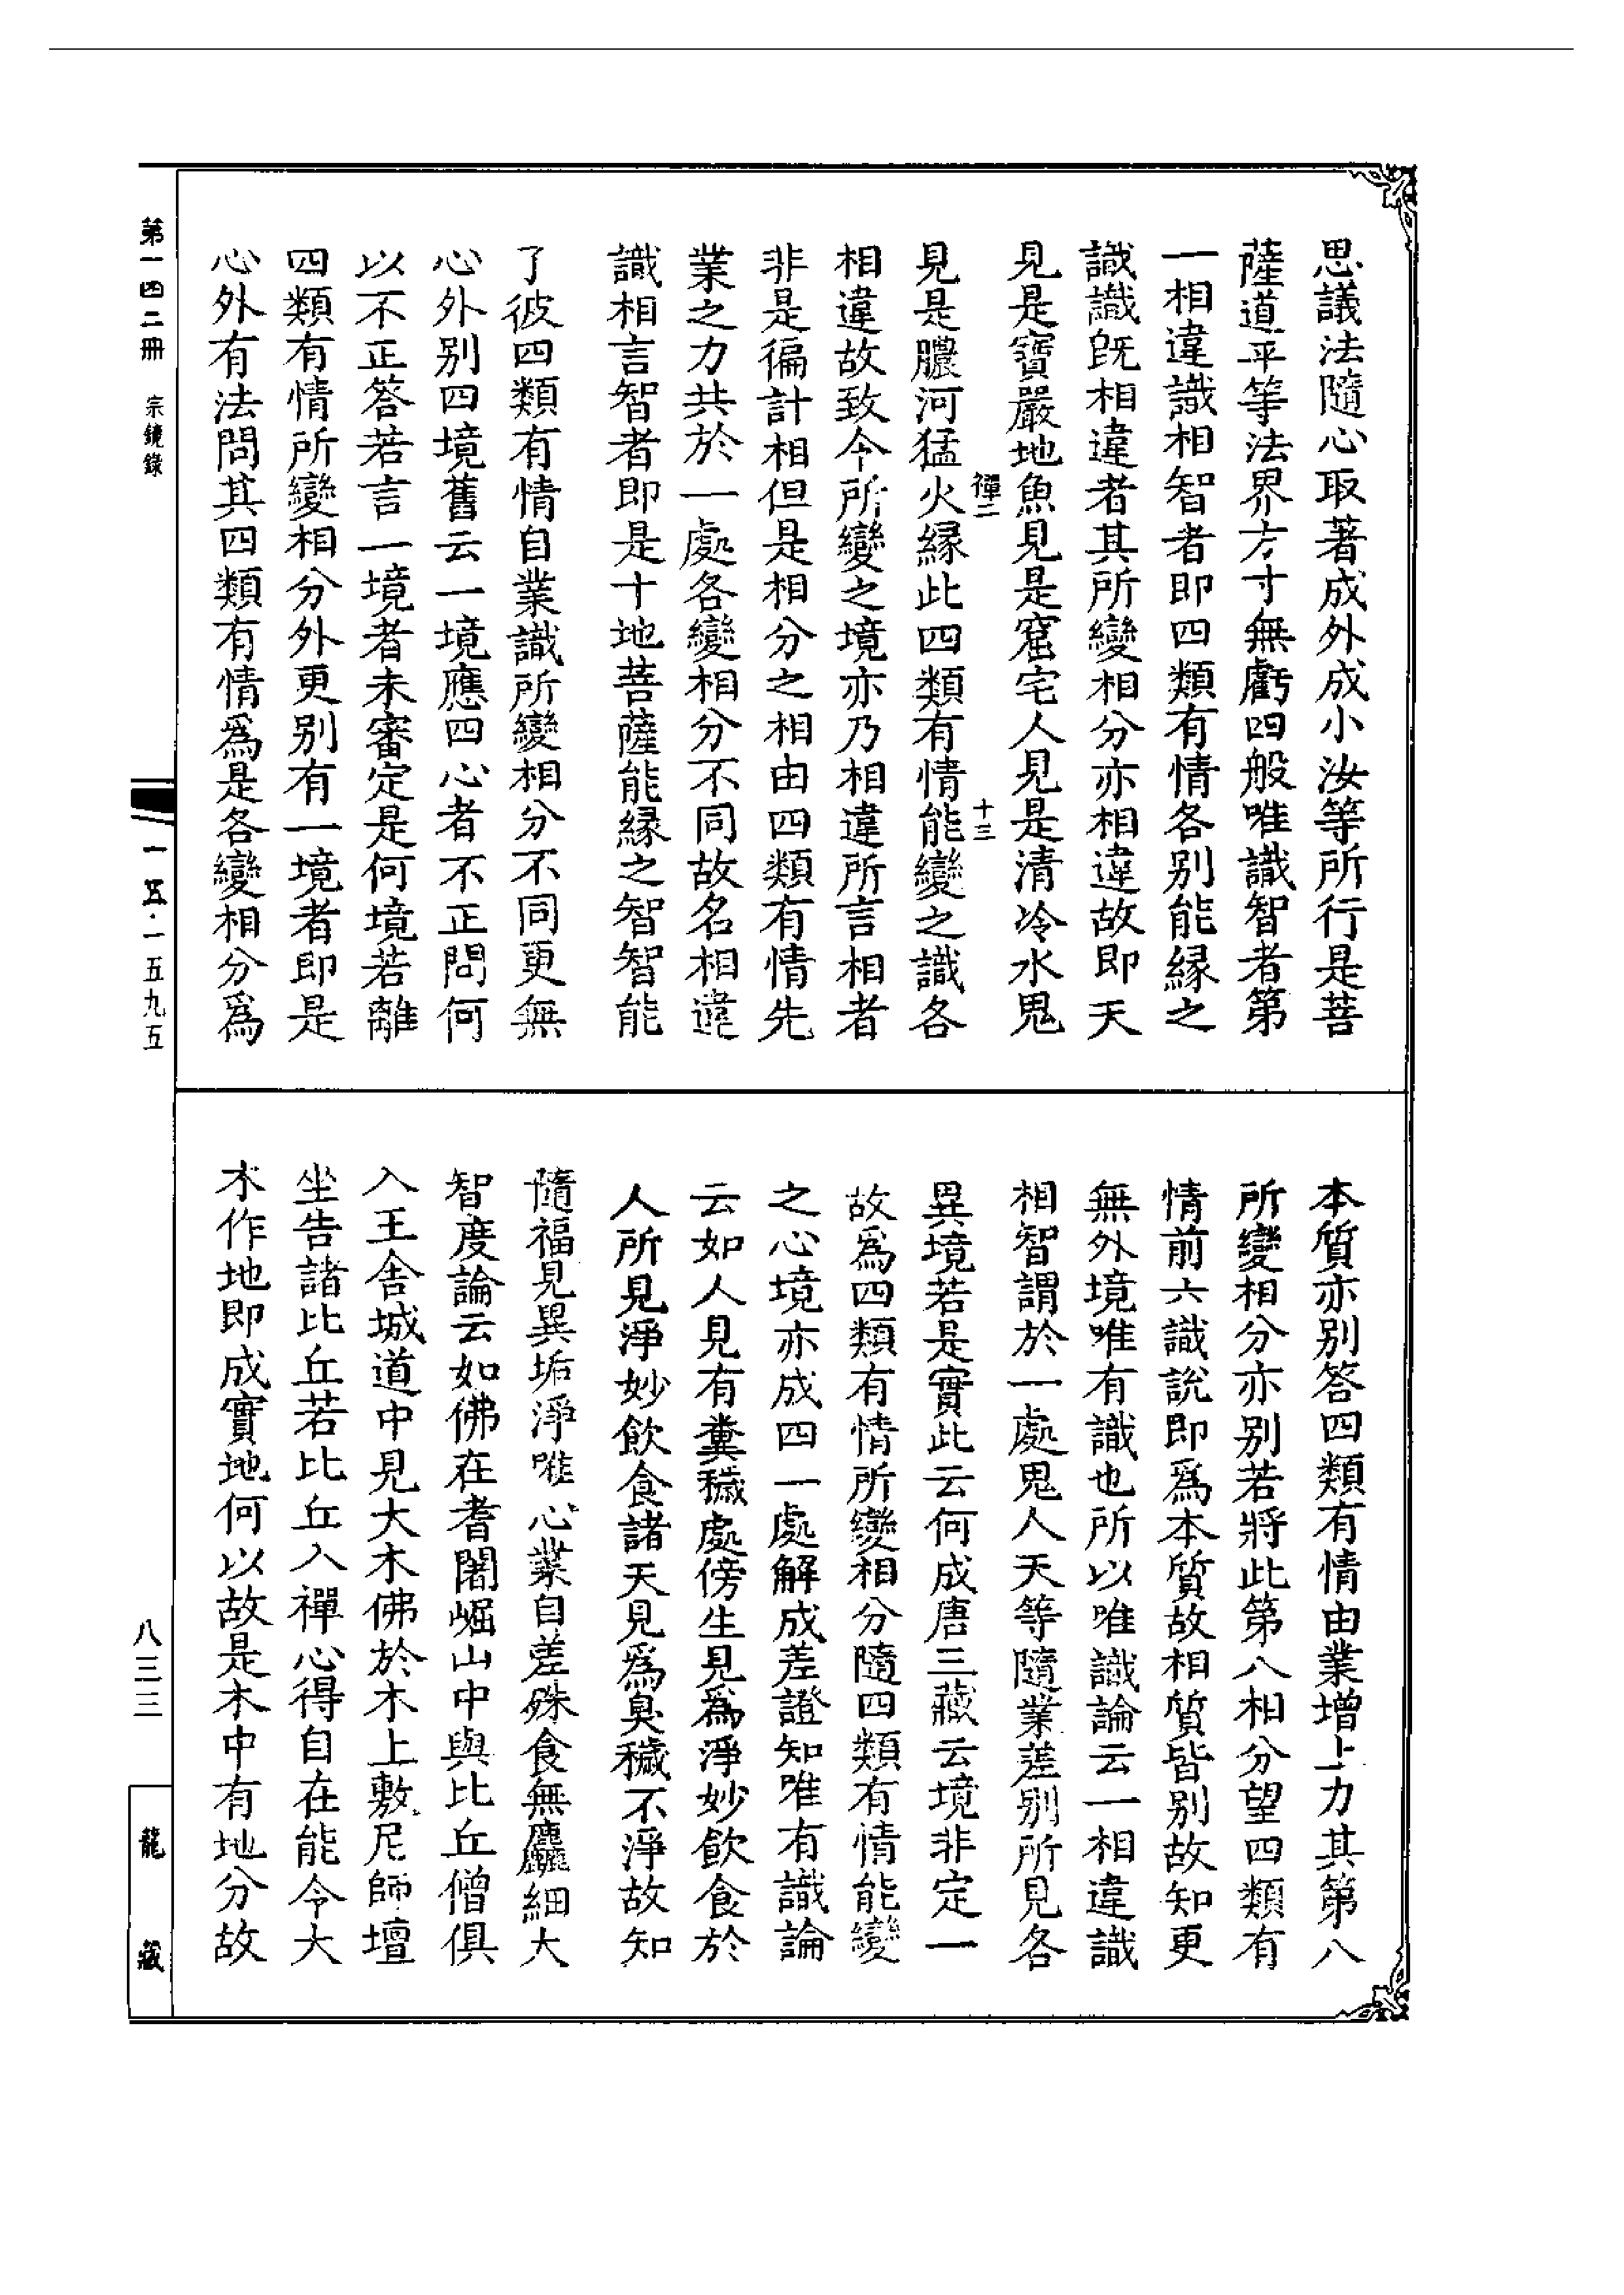 思議法隨心取著成外成小汝等所行是菩
薩道平等法界方寸無虧四般唯識智者第
一相違識相智者即四類有情各别能縁之
識識旣相違者其所變相分亦相違故即天
見是寶嚴地魚見是窟宅人見是清冷水鬼
禪二
十三
見是膿河猛火縁此四類有情能變之識各
相違故致令所變之境亦乃相違所言相者
非是徧計相但是相分之相由四類有情先
業之力共於一處各變相分不同故名相違
識相言智者即是十地菩薩能縁之智智能
了彼四類有情自業識所變相分不同更無
心外别四境舊云一境應四心者不正問何
以不正答若言一境者未審定是何境若離
四類有情所變相分外更别有一境者即是
心外有法問其四類有情爲是各變相分爲
本質亦别答四類有情由業增上力其第八
所變相分亦别若將此第八相分望四類有
情前六識說即爲本質故相質皆别故知更
無外境唯有識也所以唯識論云一相違識
相智謂於一處鬼人天等隨業差别所見各
異境若是實此云何成唐三藏云境非定一
故爲四類有情所變相分隨四類有情能變
之心境亦成四一處解成差證知唯有識論
云如人見有糞穢處傍生見爲淨妙飲食於
人所見淨妙飲食諸天見爲臭穢不淨故知
隨福見異垢淨唯心業自差殊食無麤細大
智度論云如佛在耆闍崛山中與比丘僧俱
入王舍城道中見大木佛於木上敷尼師壇
坐告諸比丘若比丘入禪心得自在能令大
木作地即成實地何以故是木中有地分故
第一四二冊 宗鏡錄
一五·一五九五
八三三
龍藏